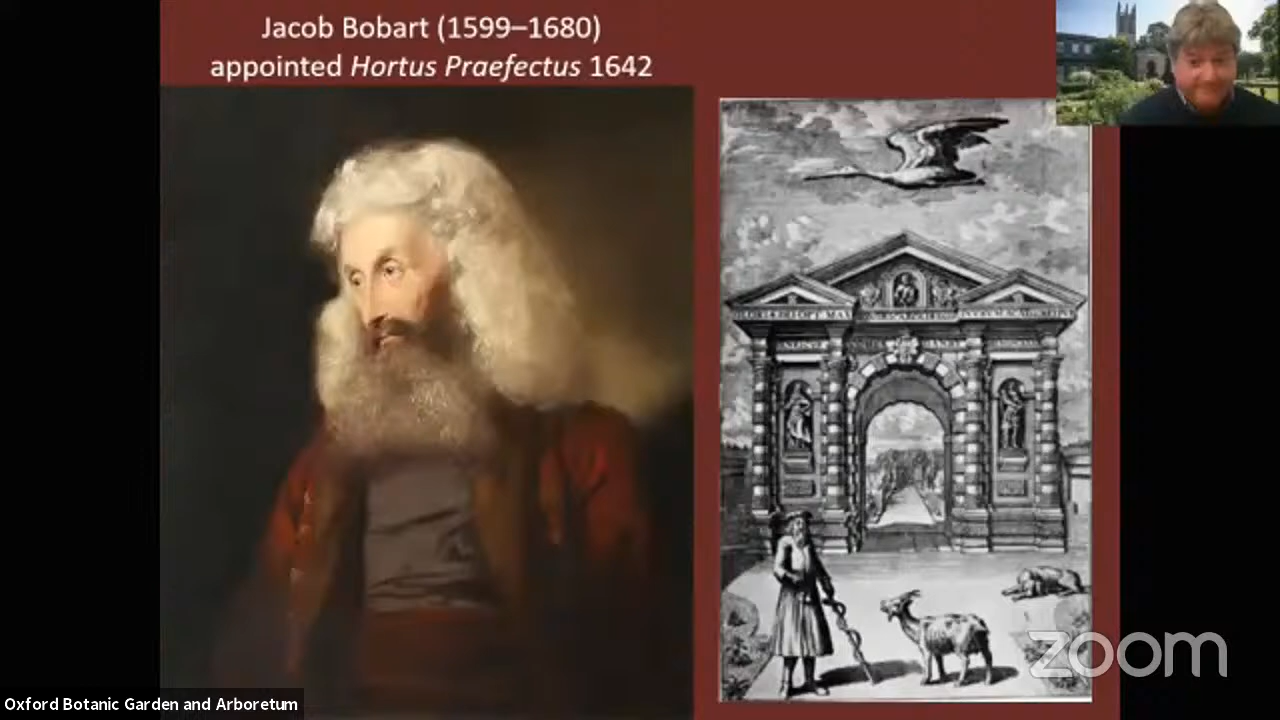 Jacob Bobart (1599–1680)
appointed Hortus Praefectus 1642
zoom
Oxford Botanic Garden and Arboretum